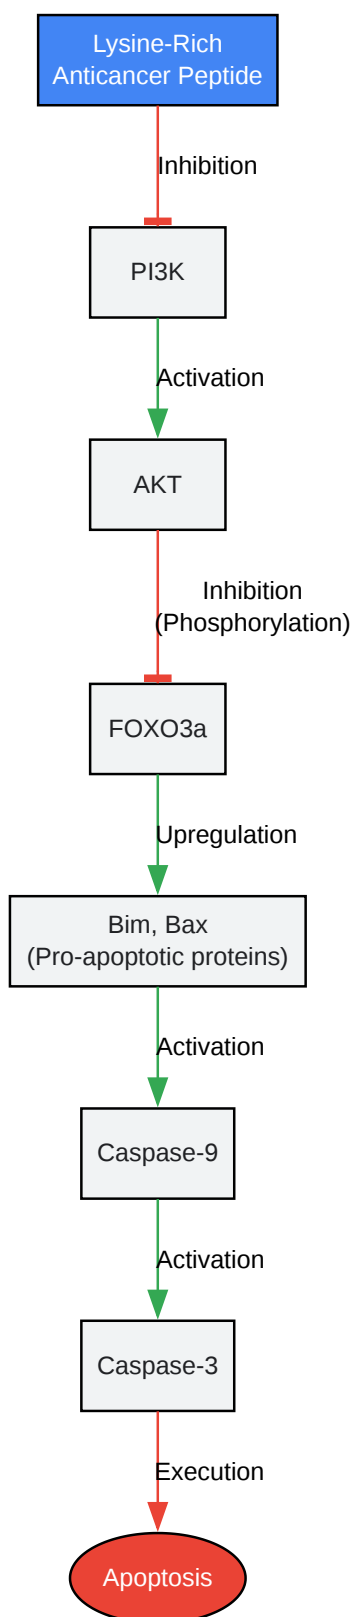 Lysine-Rich
Anticancer Peptide
Inhibition
PI3K
Activation
AKT
Inhibition
(Phosphorylation)
FOXO3a
Upregulation
Bim, Bax
(Pro-apoptotic proteins)
Activation
Caspase-9
Activation
Caspase-3
Execution
Apoptosis